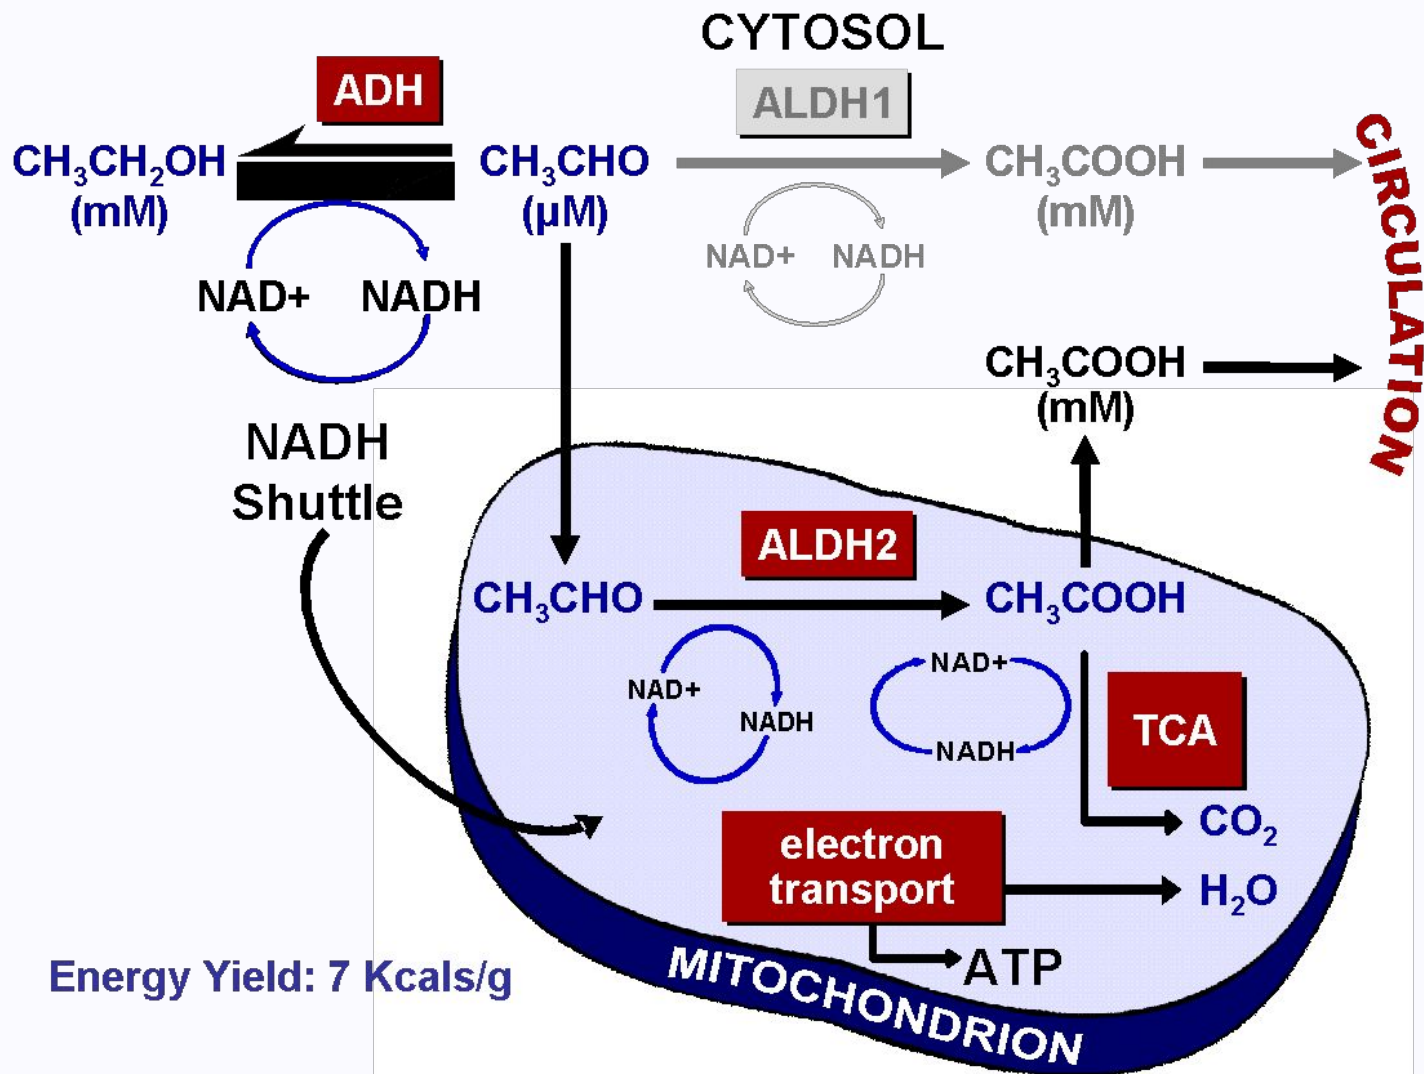 CYTOSOL
ADH
ALDH1
CH₃CH₂OH
(mM)
CH₃CHO
(µM)
CH₃COOH
(mM)
CIRCULATION
NAD+
NADH
NAD+
NADH
CH₃COOH
(mM)
NADH
Shuttle
ALDH2
CH₃CHO
CH₃COOH
NAD+
NADH
NAD+
NADH
TCA
CO₂
electron
transport
H₂O
ATP
Energy Yield: 7 Kcals/g
MITOCHONDRION